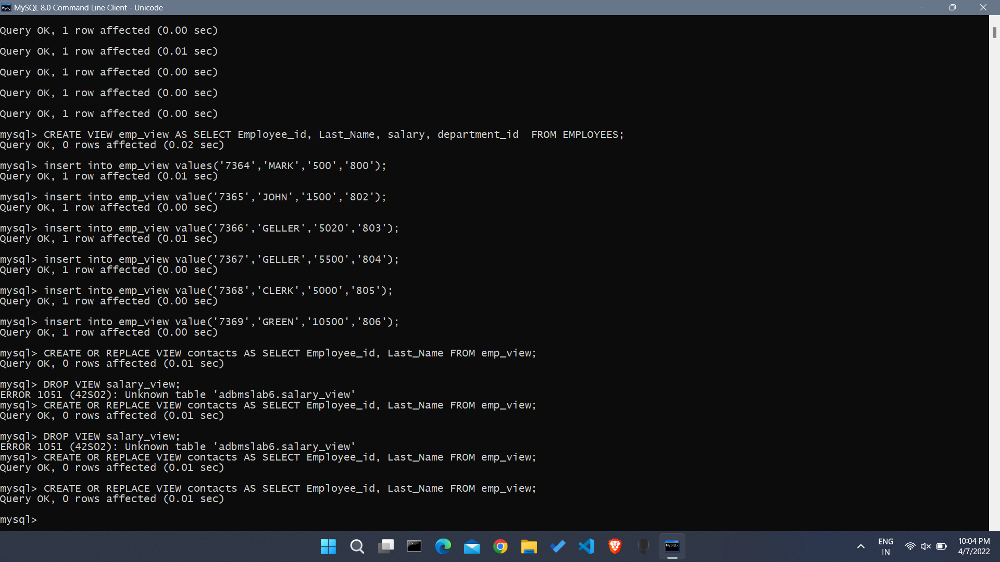 MySQL 8.0 Command Line Client - Unicode
Query OK, 1 row affected (0.00 sec)
Query OK, 1 row affected (0.01 sec)
Query OK, 1 row affected (0.00 sec)
Query OK, 1 row affected (0.00 sec)
Query OK, 1 row affected (0.00 sec)
mysql> CREATE VIEW emp_view AS SELECT Employee_id, Last_Name, salary, department_id  FROM EMPLOYEES;
Query OK, 0 rows affected (0.02 sec)
mysql> insert into emp_view values('7364','MARK','500','800');
Query OK, 1 row affected (0.01 sec)
mysql> insert into emp_view value('7365','JOHN','1500','802');
Query OK, 1 row affected (0.00 sec)
mysql> insert into emp_view value('7366','GELLER','5020','803');
Query OK, 1 row affected (0.01 sec)
mysql> insert into emp_view value('7367','GELLER','5500','804');
Query OK, 1 row affected (0.00 sec)
mysql> insert into emp_view value('7368','CLERK','5000','805');
Query OK, 1 row affected (0.00 sec)
mysql> insert into emp_view value('7369','GREEN','10500','806');
Query OK, 1 row affected (0.00 sec)
mysql> CREATE OR REPLACE VIEW contacts AS SELECT Employee_id, Last_Name FROM emp_view;
Query OK, 0 rows affected (0.01 sec)
mysql> DROP VIEW salary_view;
ERROR 1051 (42S02): Unknown table 'adbmslab6.salary_view'
mysql> CREATE OR REPLACE VIEW contacts AS SELECT Employee_id, Last_Name FROM emp_view;
Query OK, 0 rows affected (0.01 sec)
mysql> DROP VIEW salary_view;
ERROR 1051 (42S02): Unknown table 'adbmslab6.salary_view'
mysql> CREATE OR REPLACE VIEW contacts AS SELECT Employee_id, Last_Name FROM emp_view;
Query OK, 0 rows affected (0.01 sec)
mysql> CREATE OR REPLACE VIEW contacts AS SELECT Employee_id, Last_Name FROM emp_view;
Query OK, 0 rows affected (0.01 sec)
mysql>
ENG
IN
10:04 PM
4/7/2022